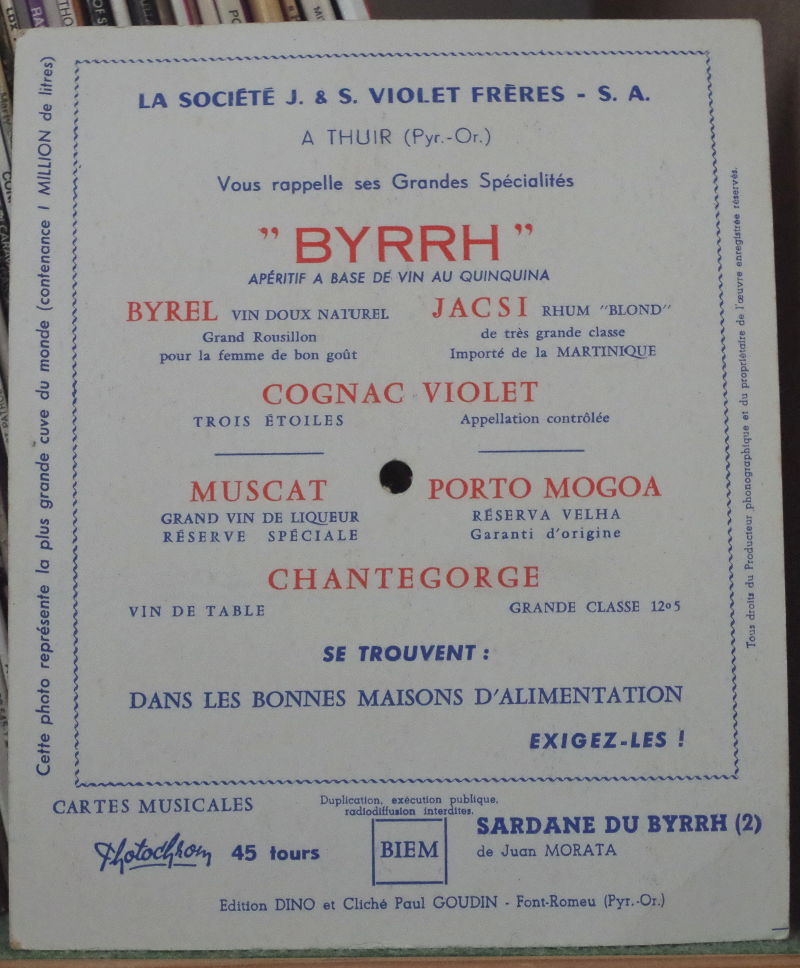 LA SOCIÉTÉ J. & S. VIOLET FRÈRES - S. A.
A THUIR (Pyr.-Or.)
Vous rappelle ses Grandes Spécialités
" BYRRH "
APÉRITIF A BASE DE VIN AU QUINQUINA
BYREL VIN DOUX NATUREL
Grand Rousillon
pour la femme de bon goût
JACSI RHUM "BLOND"
de très grande classe
Importé de la MARTINIQUE
COGNAC VIOLET
TROIS ÉTOILES Appellation contrôlée
MUSCAT
GRAND VIN DE LIQUEUR
RÉSERVE SPÉCIALE
PORTO MOGOA
RÉSERVA VELHA
Garanti d'origine
CHANTEGORGE
VIN DE TABLE GRANDE CLASSE 12º5
SE TROUVENT :
DANS LES BONNES MAISONS D'ALIMENTATION
EXIGEZ-LES !
Cette photo représente la plus grande cuve du monde (contenance 1 MILLION de litres)
Tous droits du Producteur phonographique et du propriétaire de l'œuvre enregistrée réservés.
CARTES MUSICALES
Photochrom 45 tours
Duplication, exécution publique,
radiodiffusion interdites.
BIEM
SARDANE DU BYRRH (2)
de Juan MORATA
Edition DINO et Cliché Paul GOUDIN - Font-Romeu (Pyr.-Or.)